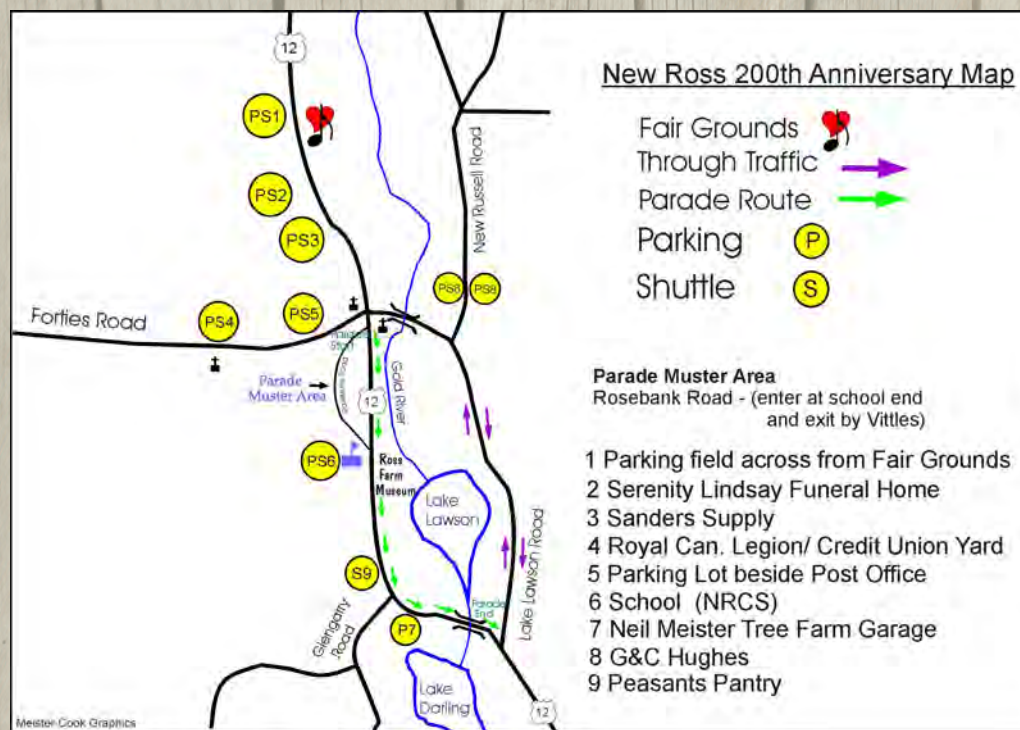 New Ross 200th Anniversary Map
Fair Grounds
Through Traffic
Parade Route
Parking P
Shuttle S
Parade Muster Area
Rosebank Road - (enter at school end
and exit by Vittles)
1 Parking field across from Fair Grounds
2 Serenity Lindsay Funeral Home
3 Sanders Supply
4 Royal Can. Legion/ Credit Union Yard
5 Parking Lot beside Post Office
6 School (NRCS)
7 Neil Meister Tree Farm Garage
8 G&C Hughes
9 Peasants Pantry
12
PS1
PS2
PS3
New Russell Road
PS8 PS8
Forties Road
PS4
PS5
Parade
Start
Parade
Muster Area
12
Gold River
PS6
Ross
Farm
Museum
Lake
Lawson
Lake Lawson Road
S9
Glengarry
Road
P7
Parade
End
Lake
Darling
12
Meister-Cook Graphics